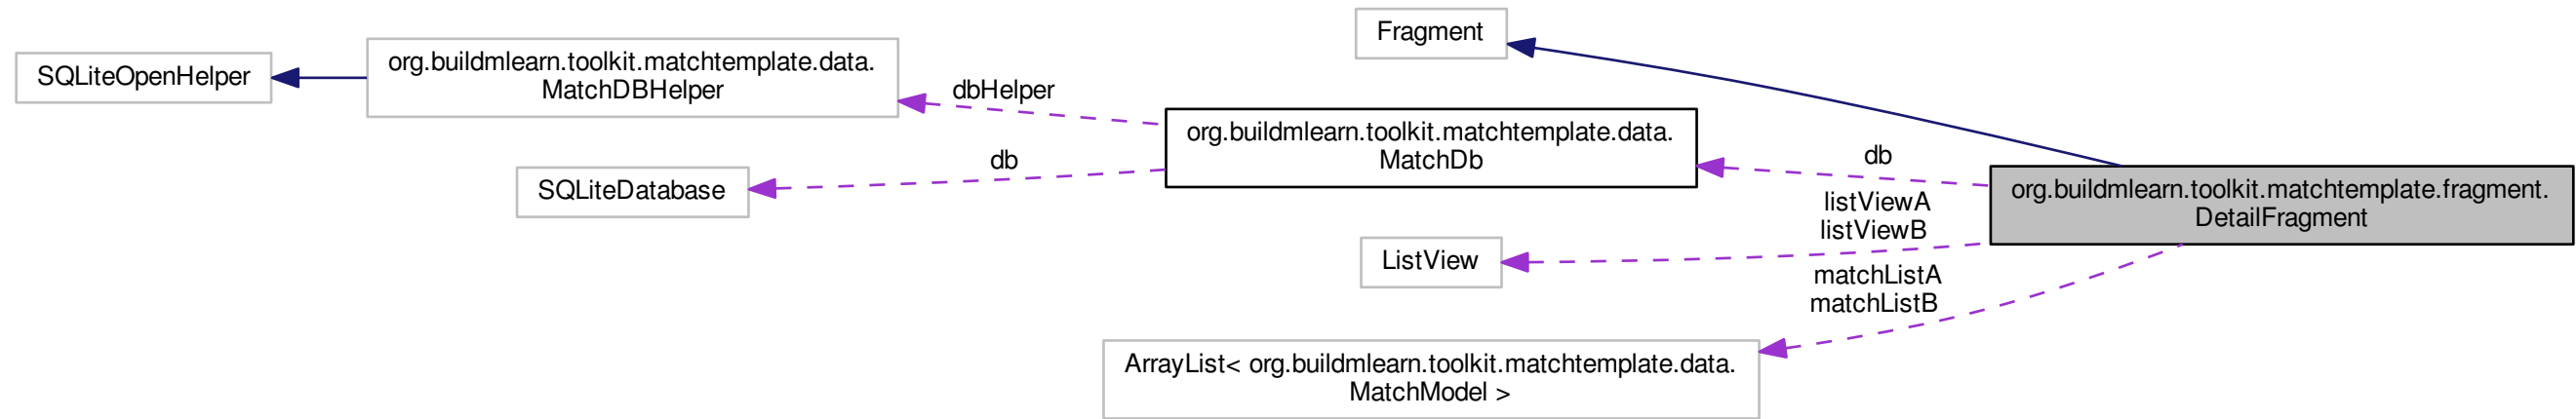 Fragment
SQLiteOpenHelper
org.buildmlearn.toolkit.matchtemplate.data.
MatchDBHelper
dbHelper
org.buildmlearn.toolkit.matchtemplate.data.
MatchDb
db
SQLiteDatabase
db
org.buildmlearn.toolkit.matchtemplate.fragment.
DetailFragment
listViewA
listViewB
ListView
matchListA
matchListB
ArrayList< org.buildmlearn.toolkit.matchtemplate.data.
MatchModel >